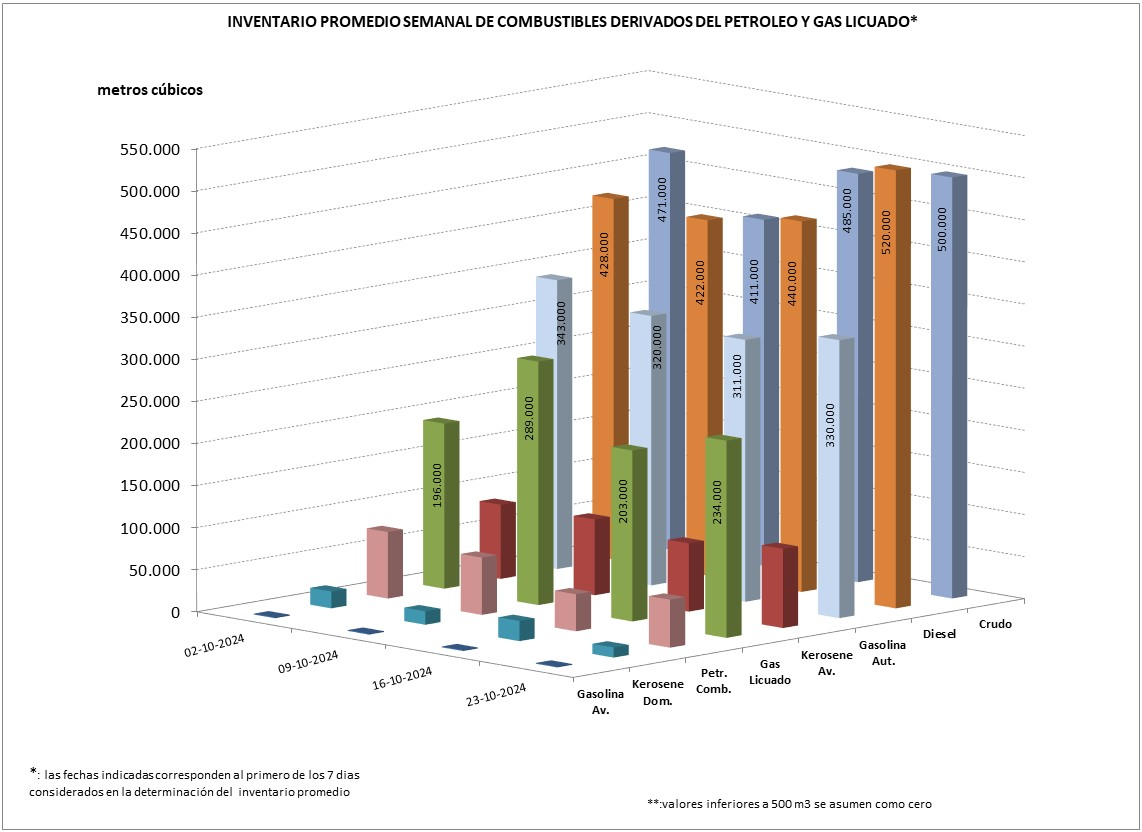 INVENTARIO PROMEDIO SEMANAL DE COMBUSTIBLES DERIVADOS DEL PETROLEO Y GAS LICUADO*
metros cúbicos
550.000
500.000
450.000
400.000
350.000
300.000
250.000
200.000
150.000
100.000
50.000
0
196.000
289.000
203.000
234.000
343.000
320.000
311.000
330.000
428.000
422.000
440.000
520.000
471.000
411.000
485.000
500.000
02-10-2024
09-10-2024
16-10-2024
23-10-2024
Gasolina
Av.
Kerosene
Dom.
Petr.
Comb.
Gas
Licuado
Kerosene
Av.
Gasolina
Aut.
Diesel
Crudo
*: las fechas indicadas corresponden al primero de los 7 dias
considerados en la determinación del inventario promedio
**:valores inferiores a 500 m3 se asumen como cero